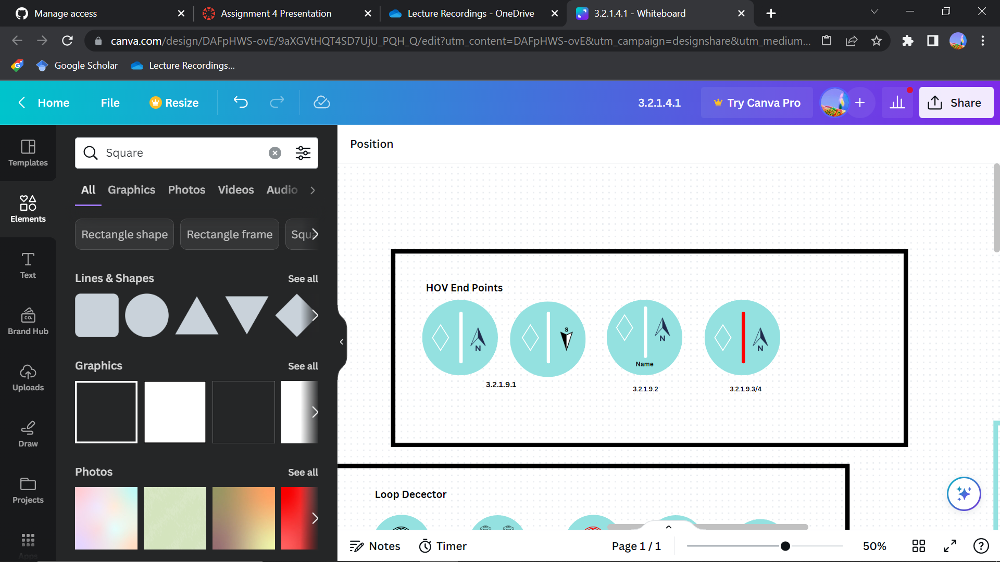 Manage access
Assignment 4 Presentation
Lecture Recordings - OneDrive
3.2.1.4.1 - Whiteboard
canva.com/design/DAFpHWS-ovE/9aXGVtHQT4SD7UjU_PQH_Q/edit?utm_content=DAFpHWS-ovE&utm_campaign=designshare&utm_medium...
Google Scholar
Lecture Recordings...
Home
File
Resize
3.2.1.4.1
Try Canva Pro
Share
Templates
Elements
Text
CO.
Brand Hub
Uploads
Draw
Projects
Apps
Square
All
Graphics
Photos
Videos
Audio
Rectangle shape
Rectangle frame
Squa
Lines & Shapes
See all
Graphics
See all
Photos
See all
Position
HOV End Points
N
S
N
Name
N
3.2.1.9.1
3.2.1.9.2
3.2.1.9.3/4
Loop Decector
Notes
Timer
Page 1 / 1
50%